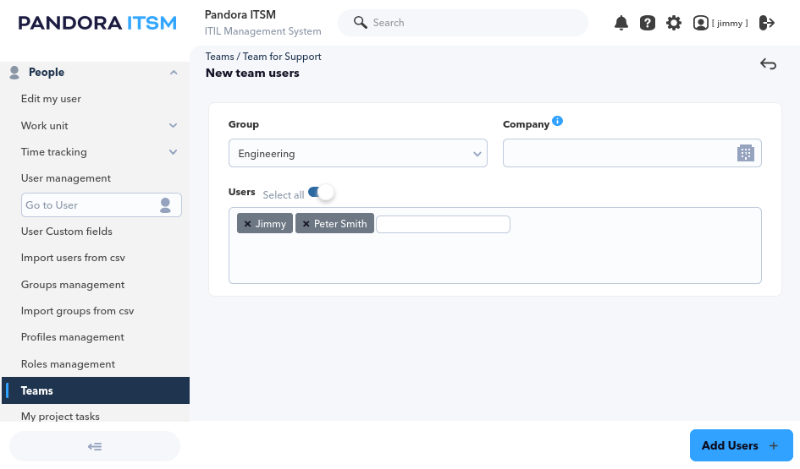 PANDORA ITSM
Pandora ITSM
ITIL Management System
Search
[ jimmy ]
People
Edit my user
Work unit
Time tracking
User management
Go to User
User Custom fields
Import users from csv
Groups management
Import groups from csv
Profiles management
Roles management
Teams
My project tasks
Teams / Team for Support
New team users
Group
Company
Engineering
Users
Select all
× Jimmy
× Peter Smith
Add Users +